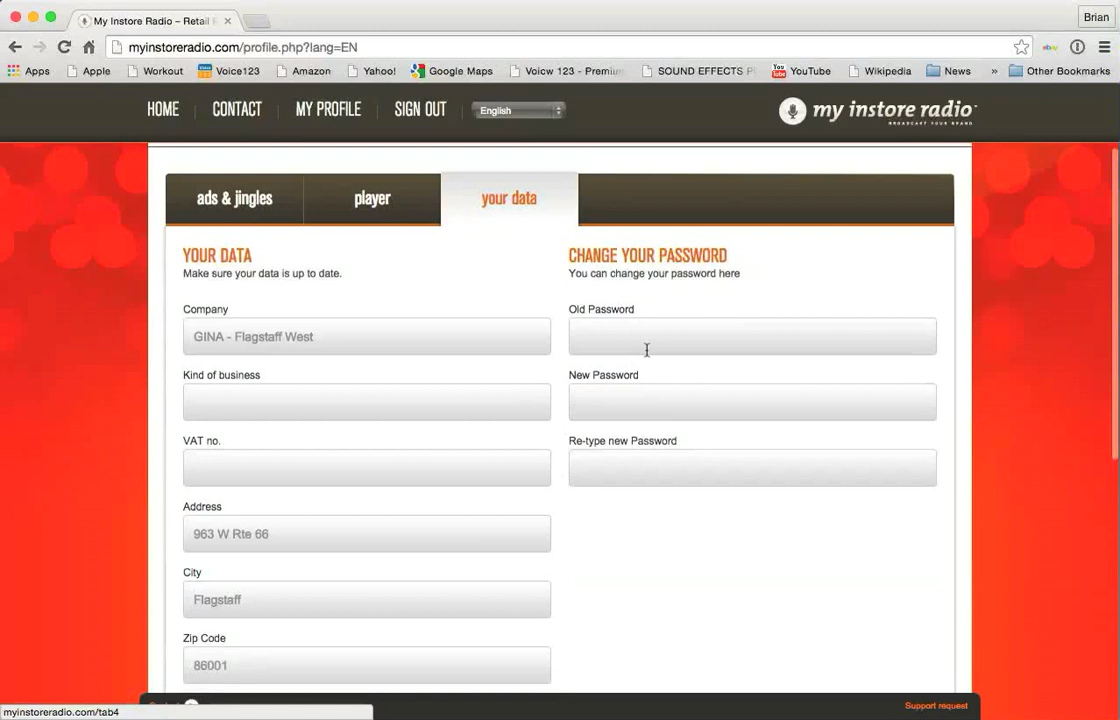 My Instore Radio – Retail
Brian
myinstoreradio.com/profile.php?lang=EN
Apps Apple Workout Voice123 Amazon Yahoo! Google Maps Voicw 123 - Premium SOUND EFFECTS YouTube Wikipedia News » Other Bookmarks
HOME CONTACT MY PROFILE SIGN OUT English my instore radio
BROADCAST YOUR BRAND
ads & jingles player your data
YOUR DATA CHANGE YOUR PASSWORD
Make sure your data is up to date. You can change your password here
Company Old Password
GINA - Flagstaff West
Kind of business New Password
VAT no. Re-type new Password
Address
963 W Rte 66
City
Flagstaff
Zip Code
86001
Support request
myinstoreradio.com/tab4